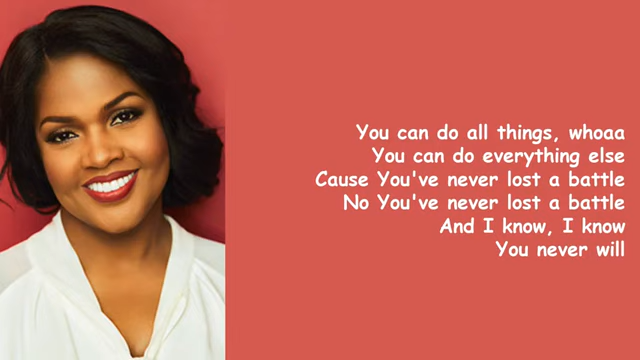 You can do all things, whoaa
You can do everything else
Cause You've never lost a battle
No You've never lost a battle
And I know, I know
You never will